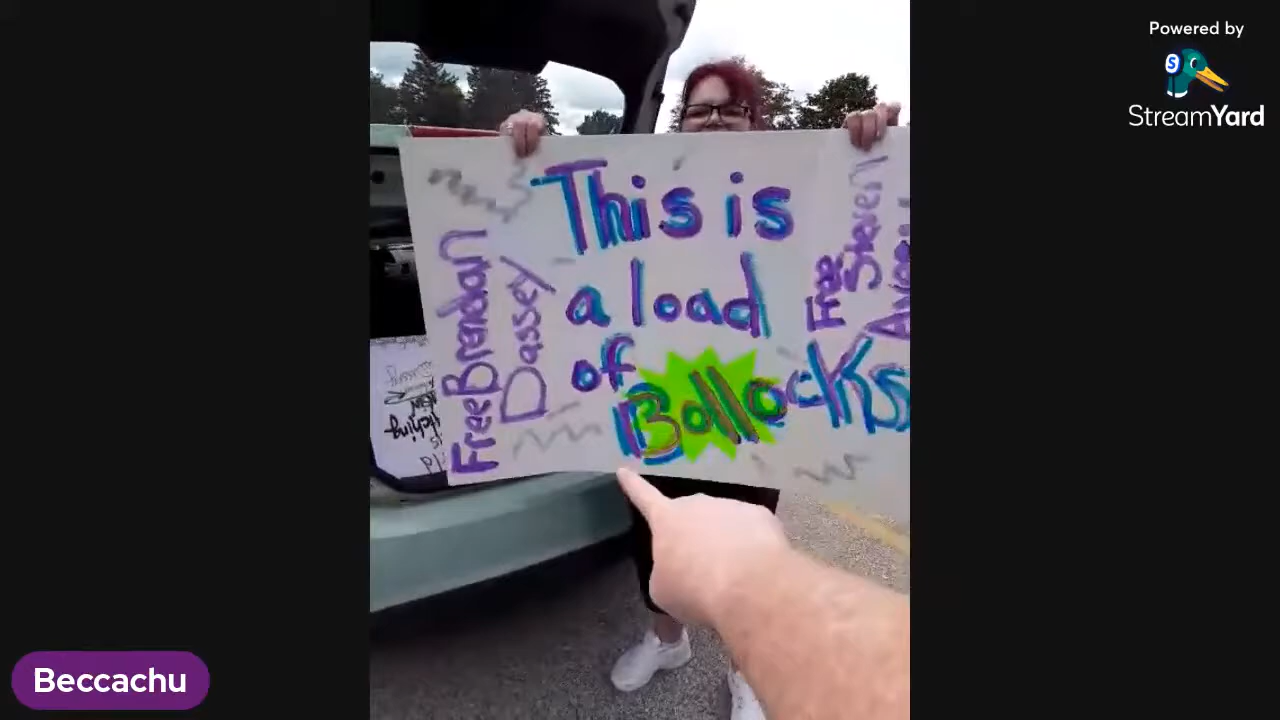 Powered by
StreamYard
This is
a load
of
Bollocks
Free Brendan
Dassey
Free
Steven
Beccachu